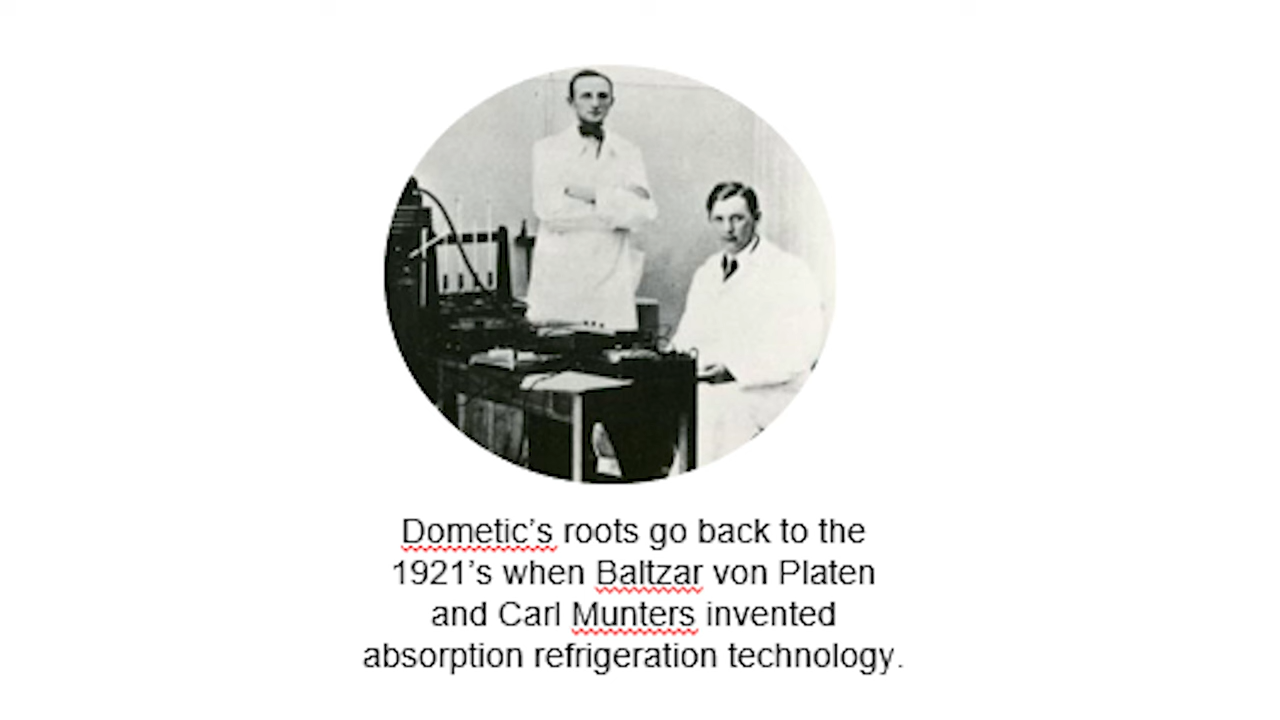 Dometic’s roots go back to the
1921’s when Baltzar von Platen
and Carl Munters invented
absorption refrigeration technology.